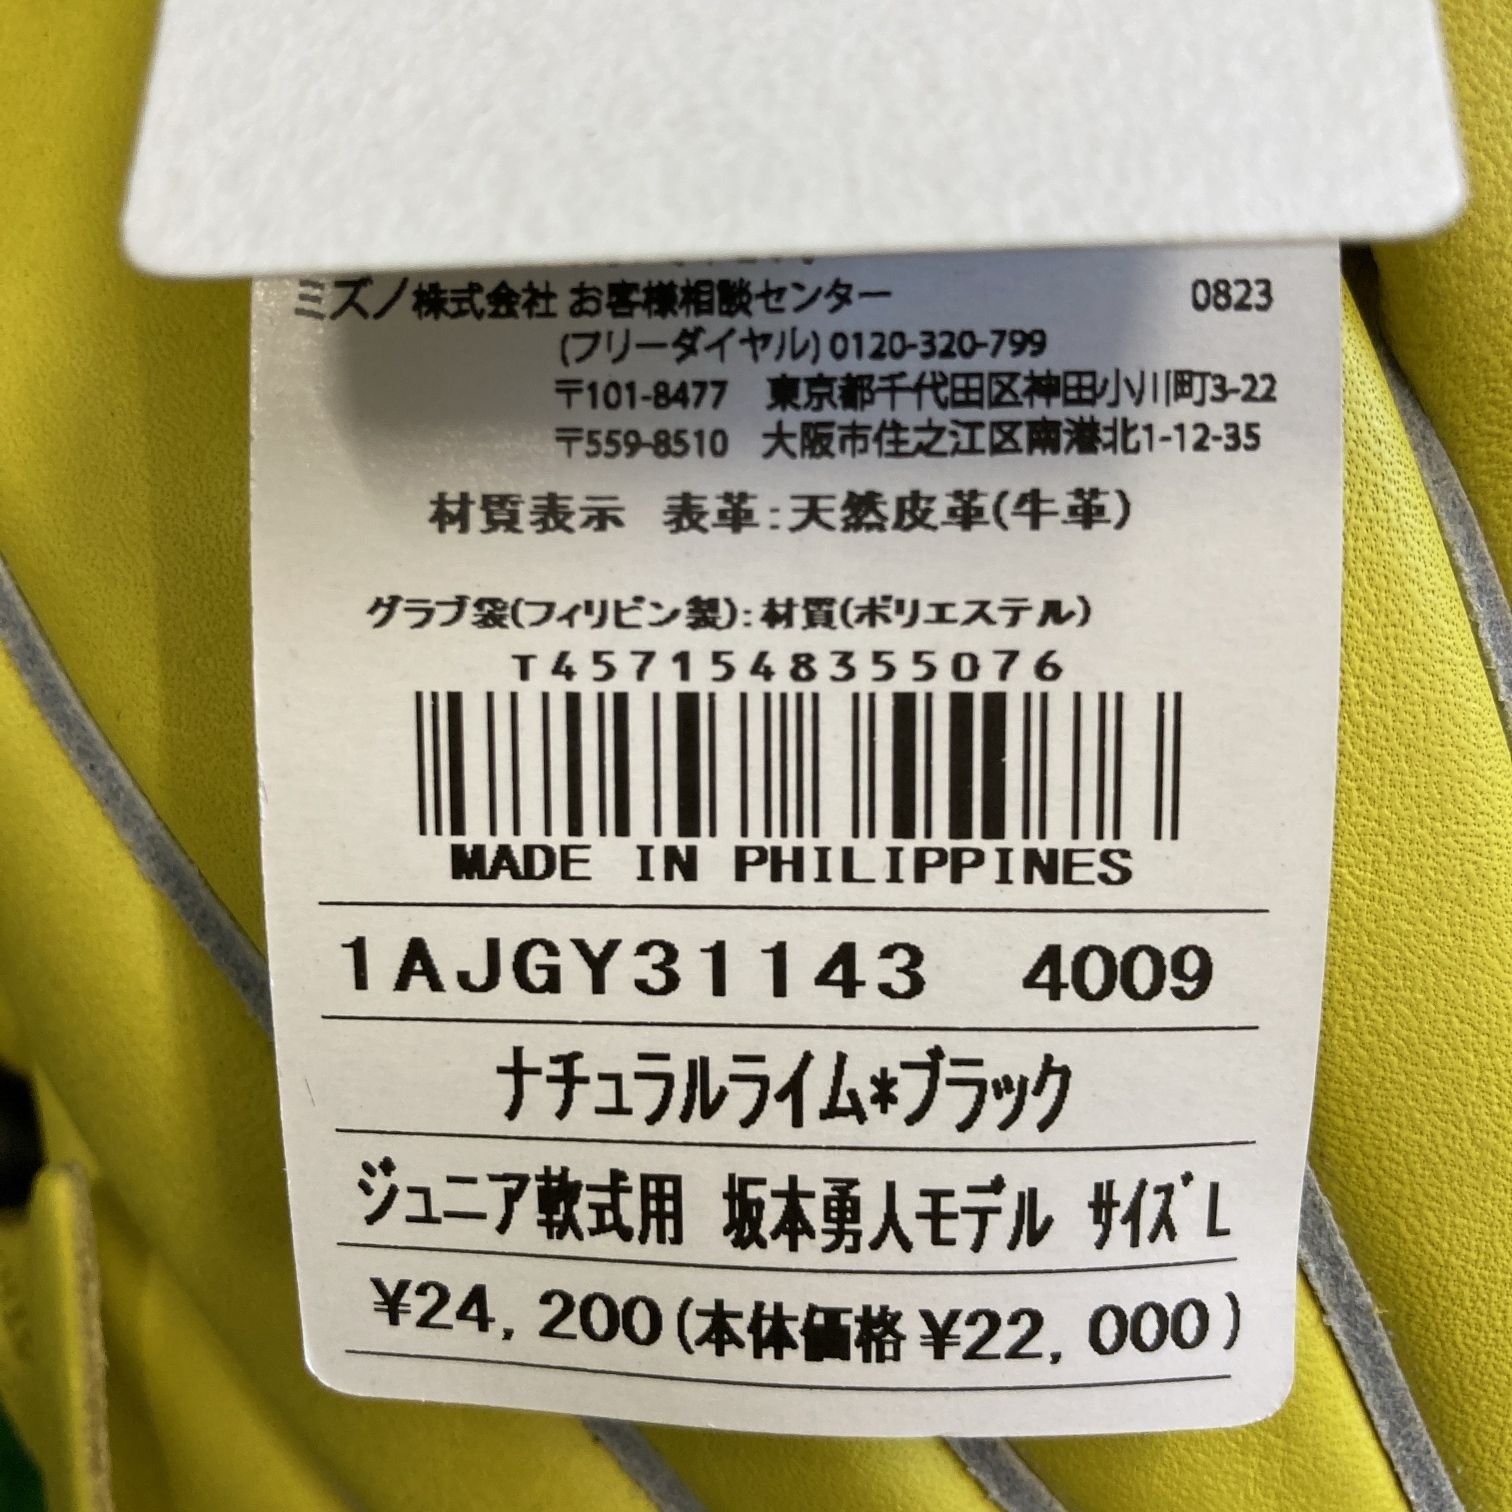 ミズノ株式会社 お客様相談センター 0823
(フリーダイヤル) 0120-320-799
〒101-8477 東京都千代田区神田小川町3-22
〒559-8510 大阪市住之江区南港北1-12-35
材質表示 表革:天然皮革(牛革)
グラブ袋(フィリピン製):材質(ポリエステル)
T4571548355076
MADE IN PHILIPPINES
1AJGY31143 4009
ナチュラルライム*ブラック
ジュニア軟式用 坂本勇人モデル サイズL
¥24,200(本体価格¥22,000)